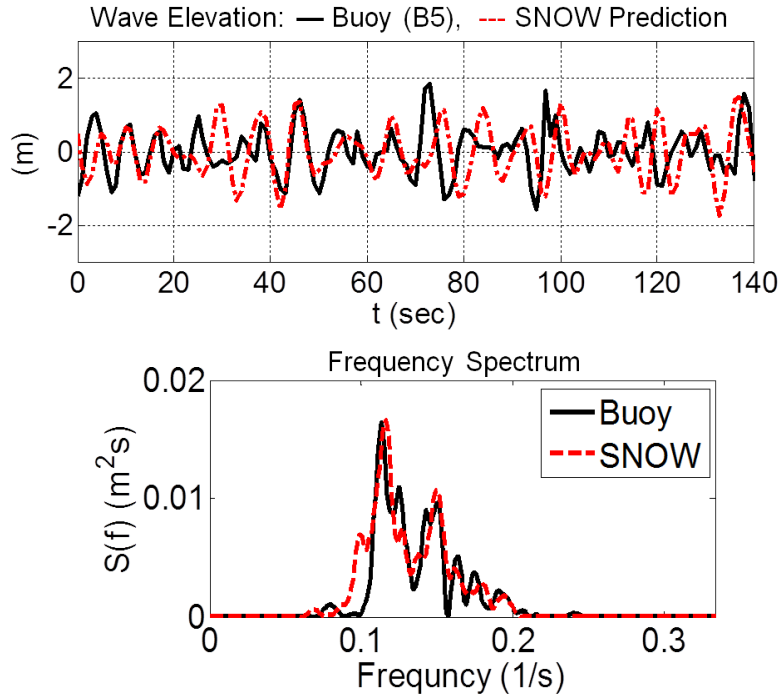 Wave Elevation: Buoy (B5), SNOW Prediction
2
0
-2
(m)
0 20 40 60 80 100 120 140
t (sec)
Frequency Spectrum
0.02
0.01
0
S(f) (m²s)
Buoy
SNOW
0 0.1 0.2 0.3
Frequncy (1/s)